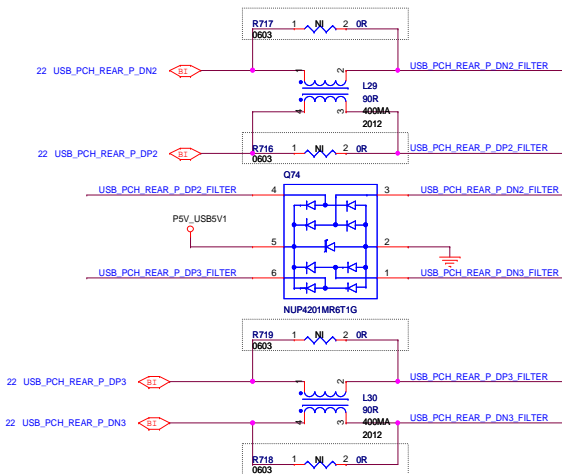 R717 1 NI 2 0R
0603
22 USB_PCH_REAR_P_DN2 BI 1 2 USB_PCH_REAR_P_DN2_FILTER
L29
90R
400MA
2012
4 3
22 USB_PCH_REAR_P_DP2 BI USB_PCH_REAR_P_DP2_FILTER
R716 1 NI 2 0R
0603
Q74
USB_PCH_REAR_P_DP2_FILTER 4 3 USB_PCH_REAR_P_DN2_FILTER
P5V_USB5V1
5 2
USB_PCH_REAR_P_DP3_FILTER 6 1 USB_PCH_REAR_P_DN3_FILTER
NUP4201MR6T1G
R719 1 NI 2 0R
0603
22 USB_PCH_REAR_P_DP3 BI 1 2 USB_PCH_REAR_P_DP3_FILTER
L30
90R
400MA
2012
4 3
22 USB_PCH_REAR_P_DN3 BI USB_PCH_REAR_P_DN3_FILTER
R718 1 NI 2 0R
0603